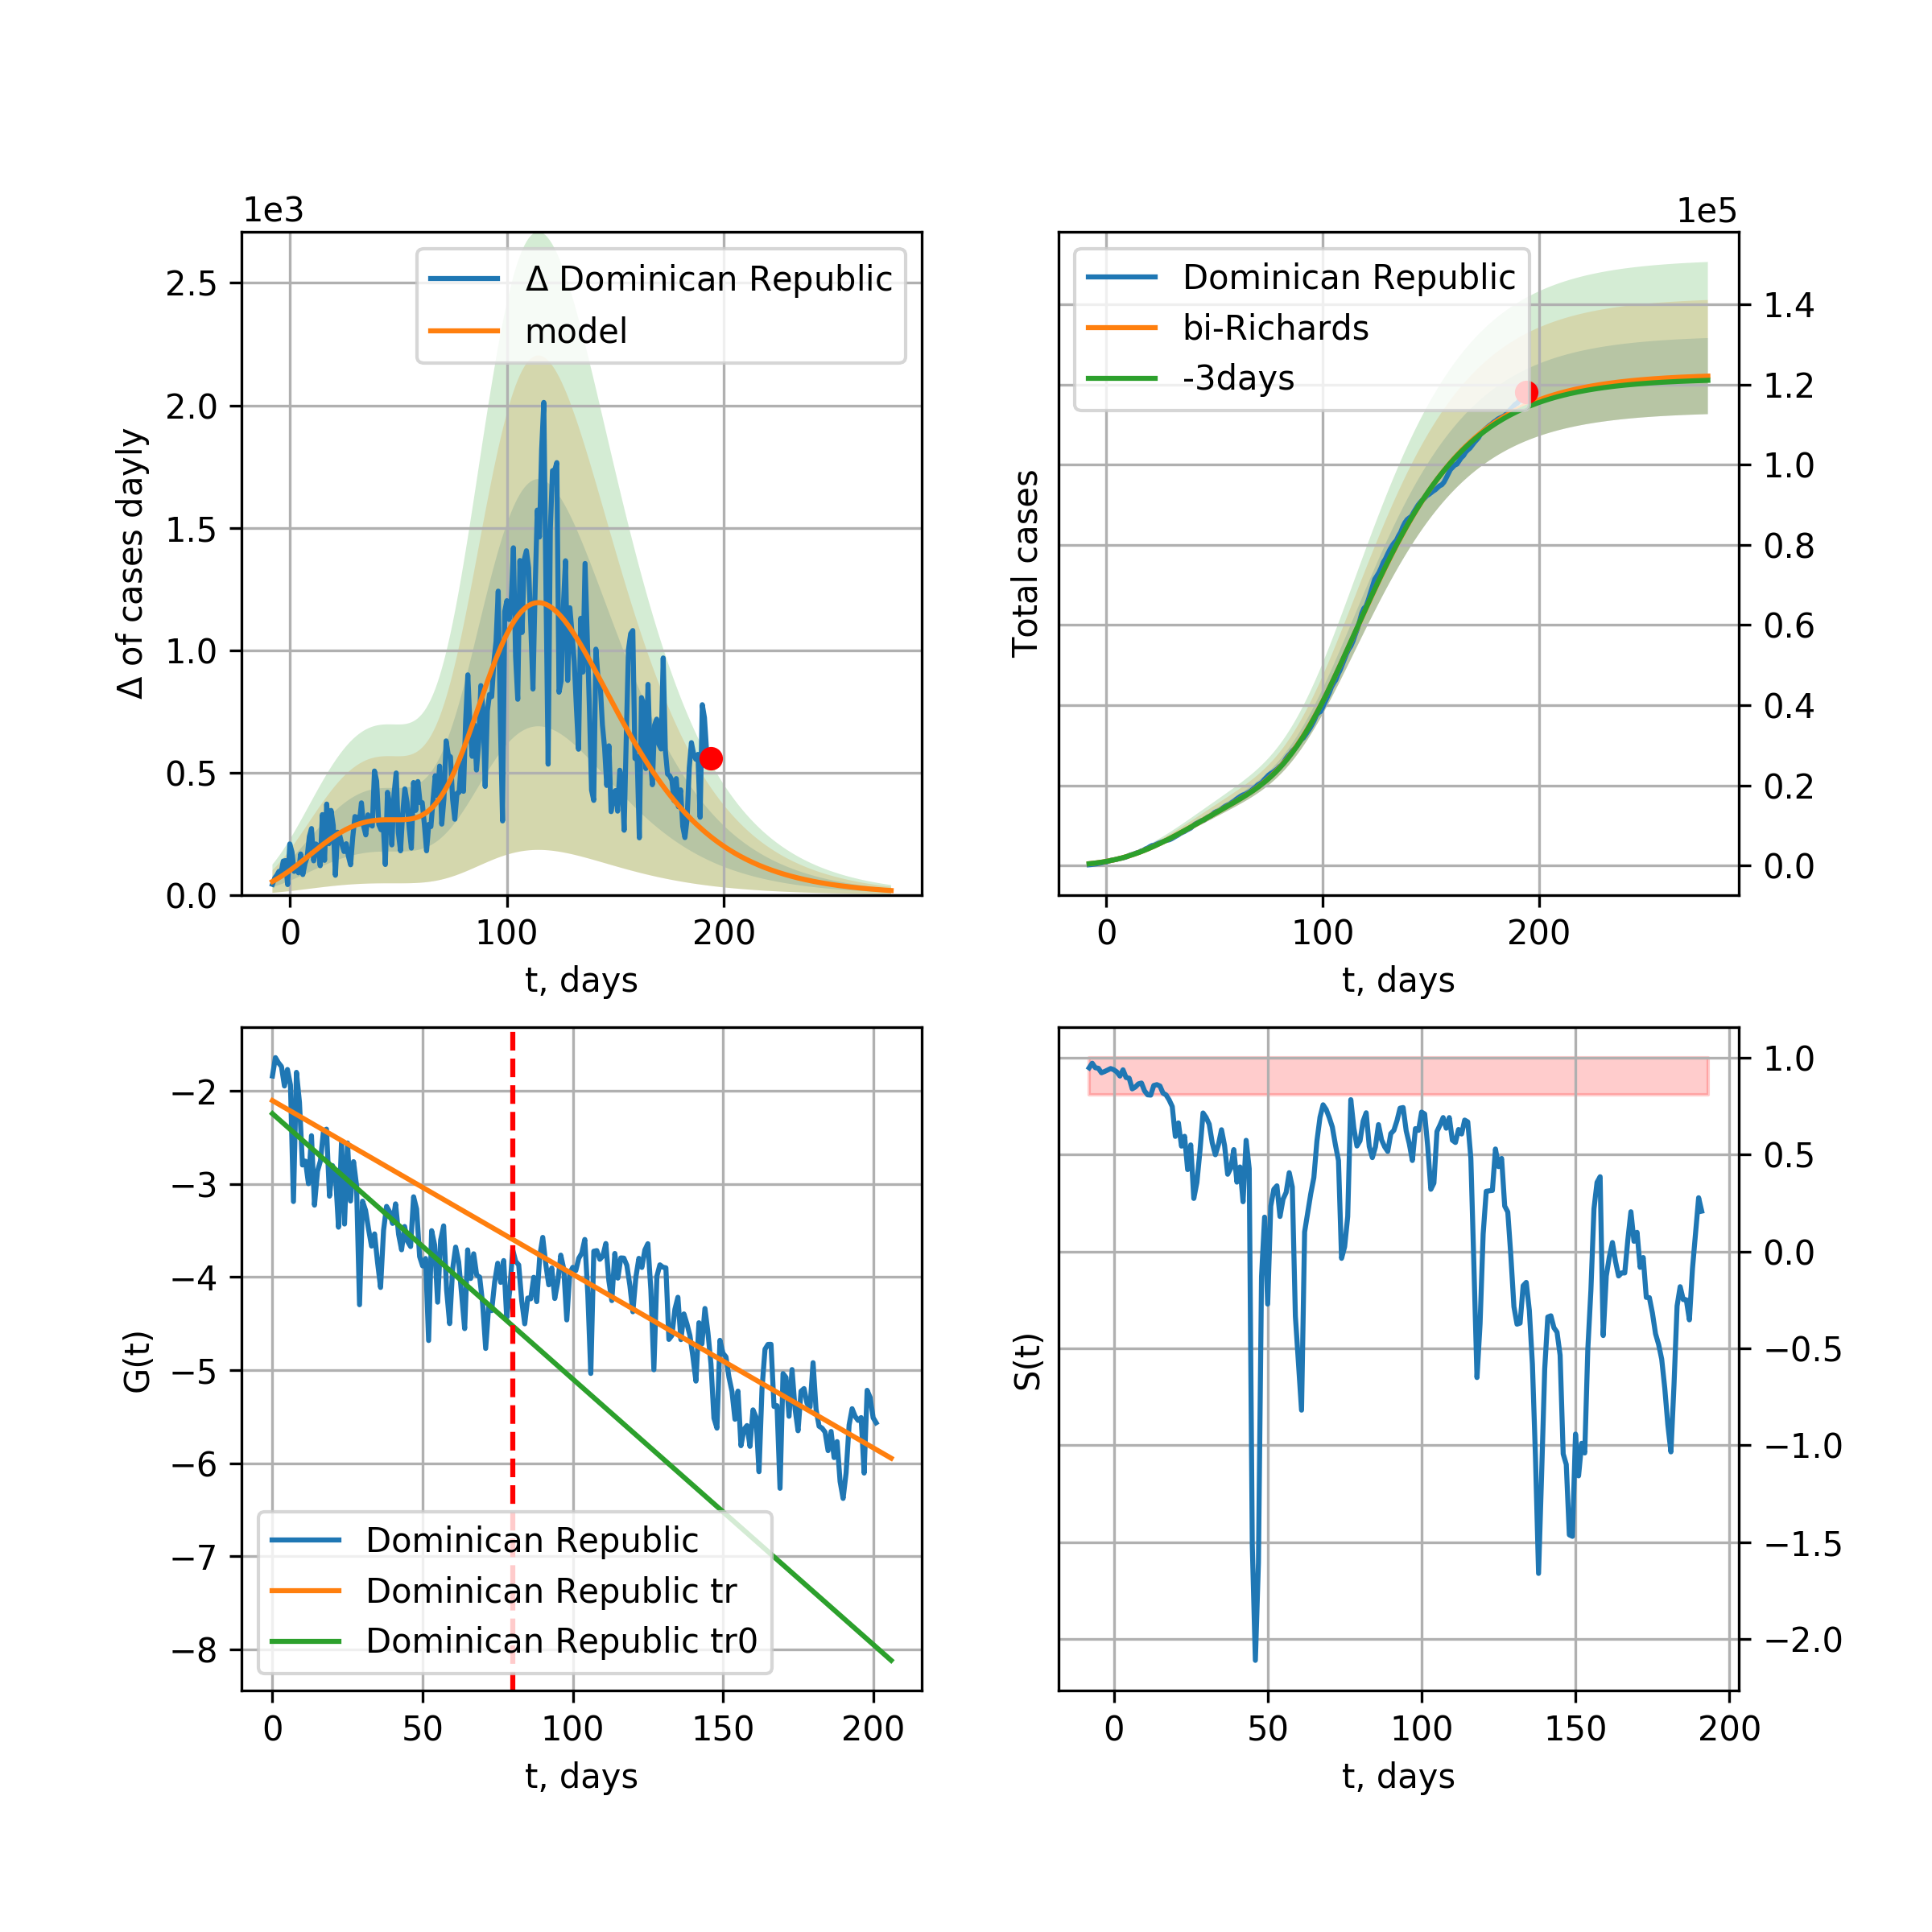 1e3
Δ Dominican Republic
model
2.5
2.0
1.5
1.0
0.5
0.0
Δ of cases dayly
0 100 200
t, days
1e5
Dominican Republic
bi-Richards
-3days
1.4
1.2
1.0
0.8
0.6
0.4
0.2
0.0
Total cases
0 100 200
t, days
−2
−3
−4
−5
−6
−7
−8
G(t)
Dominican Republic
Dominican Republic tr
Dominican Republic tr0
0 50 100 150 200
t, days
1.0
0.5
0.0
−0.5
−1.0
−1.5
−2.0
S(t)
0 50 100 150 200
t, days